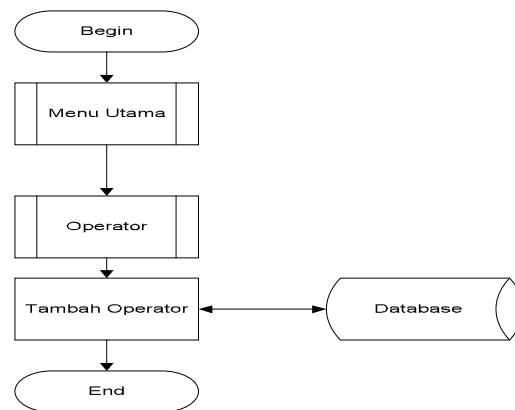 Begin
Menu Utama
Operator
Tambah Operator
Database
End